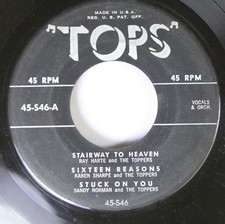 MADE IN U.S.A.
REG. U.S. PAT. OFF.
"TOPS"
45 RPM
45 RPM
45-S46-A
VOCALS
& ORCH.
STAIRWAY TO HEAVEN
RAY HARTE and THE TOPPERS
SIXTEEN REASONS
KAREN SHARPE and THE TOPPERS
STUCK ON YOU
SANDY NORMAN and THE TOPPERS
45-S46